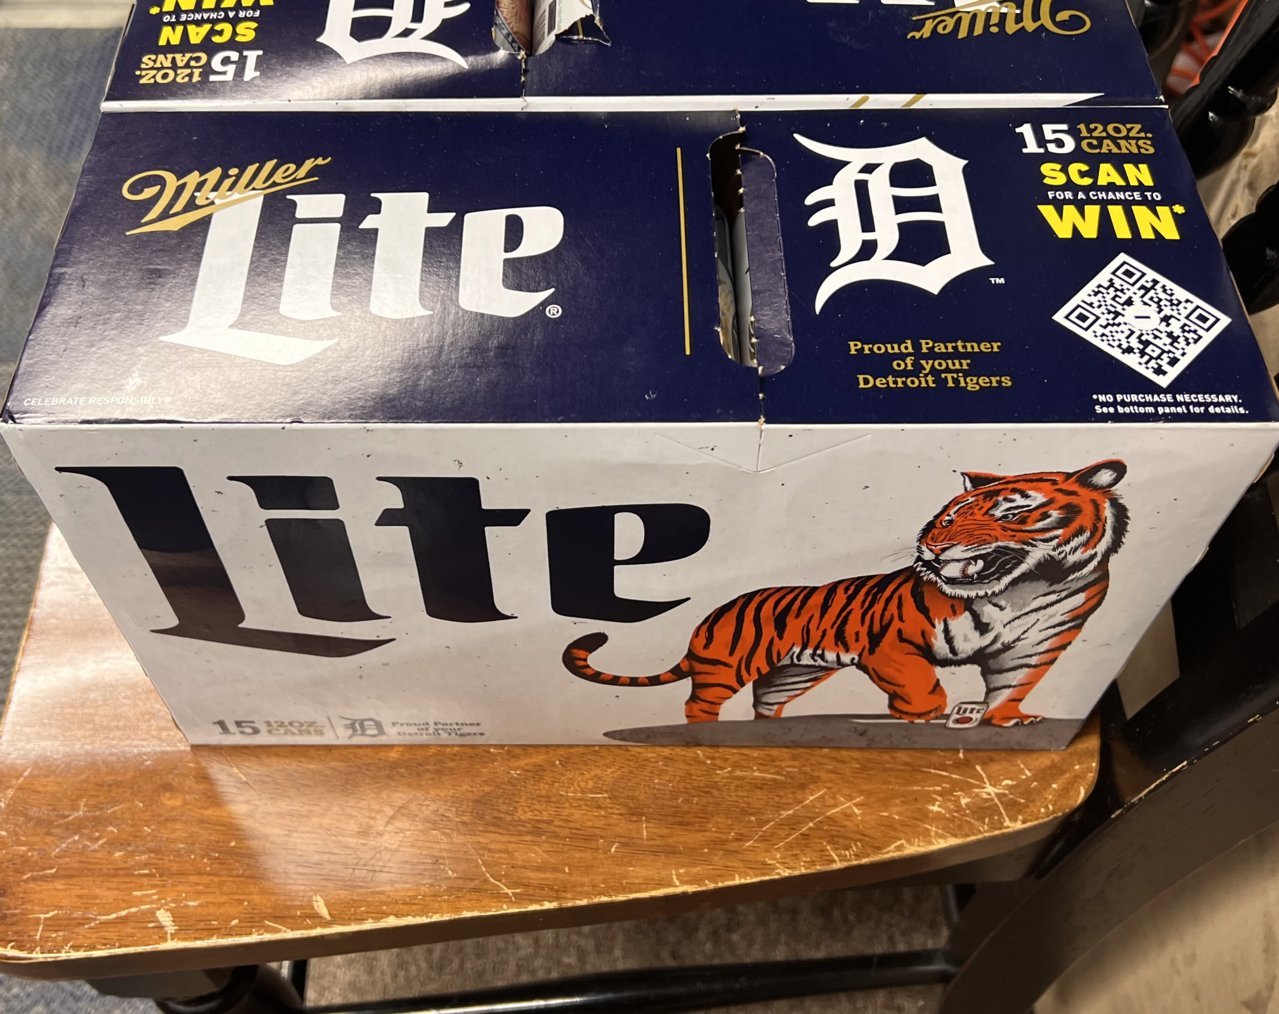 WIN*
FOR A CHANCE TO
SCAN
15 12OZ. CANS
Miller
Miller
Lite®
D™
15 12OZ. CANS
SCAN
FOR A CHANCE TO
WIN*
Proud Partner
of your
Detroit Tigers
*NO PURCHASE NECESSARY.
See bottom panel for details.
CELEBRATE RESPONSIBLY®
Lite
Lite
15 12OZ. CANS
D
Proud Partner
of your
Detroit Tigers